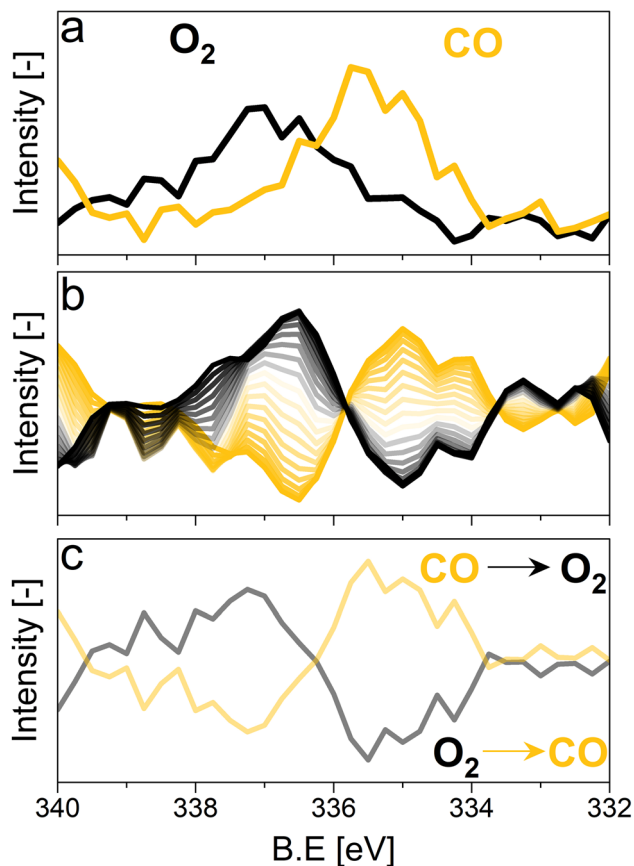 a
O₂ CO
Intensity [-]
b
Intensity [-]
c
CO → O₂
Intensity [-]
O₂ → CO
340 338 336 334 332
B.E [eV]